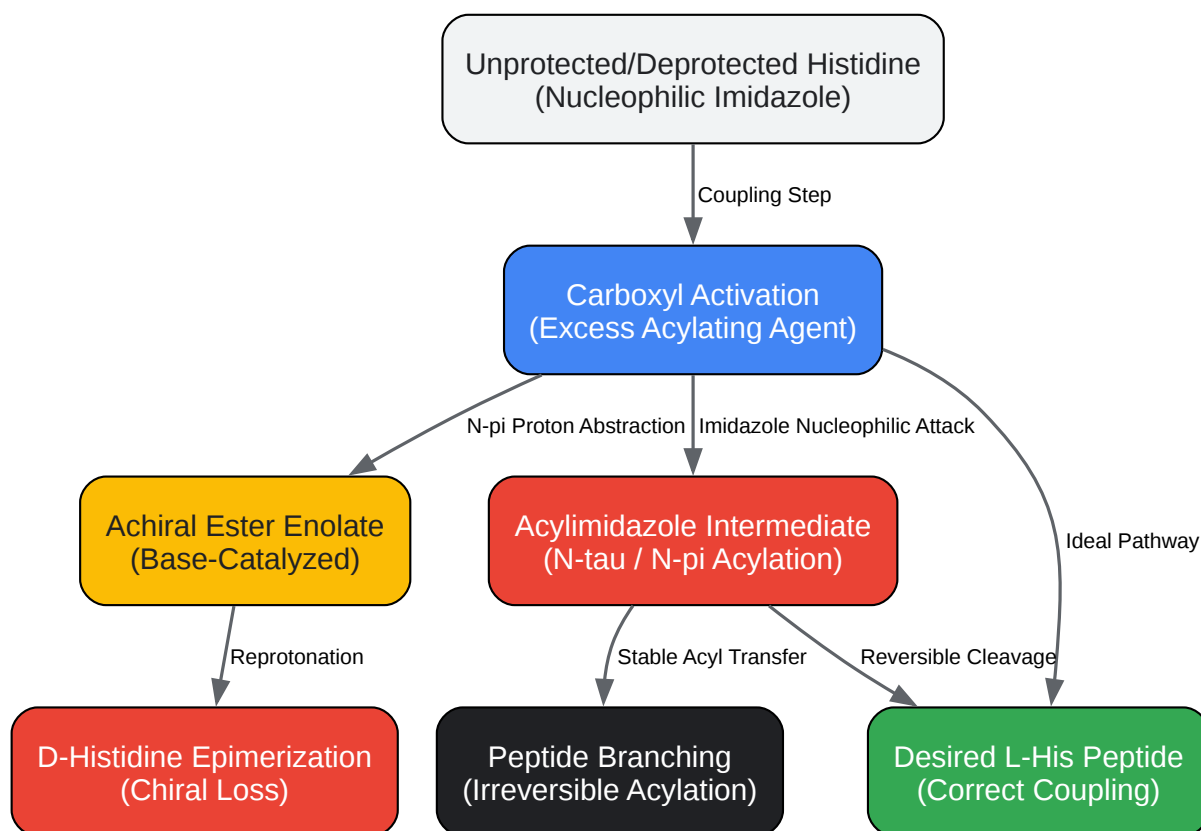 Unprotected/Deprotected Histidine
(Nucleophilic Imidazole)
Coupling Step
Carboxyl Activation
(Excess Acylating Agent)
N-pi Proton Abstraction
Imidazole Nucleophilic Attack
Ideal Pathway
Achiral Ester Enolate
(Base-Catalyzed)
Acylimidazole Intermediate
(N-tau / N-pi Acylation)
Reprotonation
Stable Acyl Transfer
Reversible Cleavage
D-Histidine Epimerization
(Chiral Loss)
Peptide Branching
(Irreversible Acylation)
Desired L-His Peptide
(Correct Coupling)